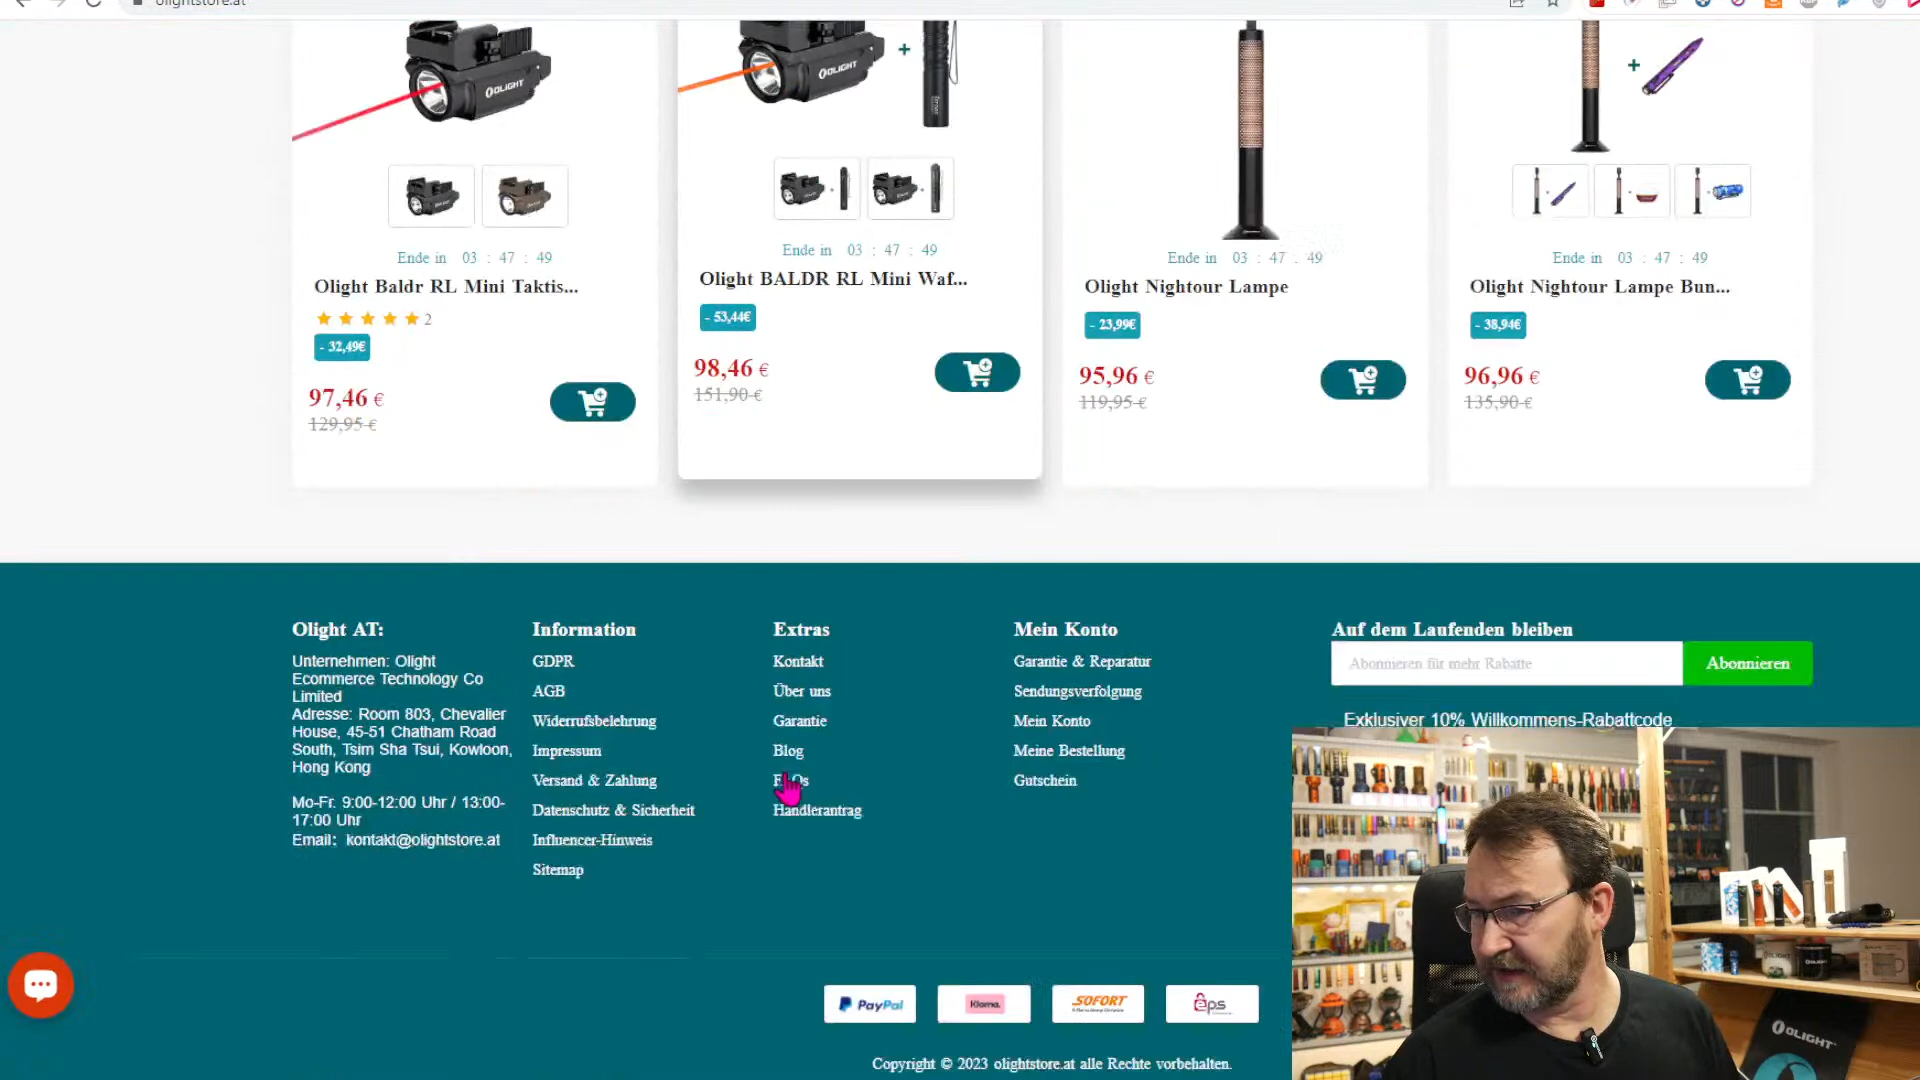 olightstore.at
OLIGHT
OLIGHT
Ende in 03 : 47 : 49
Olight Baldr RL Mini Taktis...
2
- 32,49€
97,46 €
129,95 €
Ende in 03 : 47 : 49
Olight BALDR RL Mini Waf...
- 53,44€
98,46 €
151,90 €
Ende in 03 : 47 : 49
Olight Nightour Lampe
- 23,99€
95,96 €
119,95 €
Ende in 03 : 47 : 49
Olight Nightour Lampe Bun...
- 38,94€
96,96 €
135,90 €
Olight AT:
Unternehmen: Olight
Ecommerce Technology Co
Limited
Adresse: Room 803, Chevalier
House, 45-51 Chatham Road
South, Tsim Sha Tsui, Kowloon,
Hong Kong
Mo-Fr. 9:00-12:00 Uhr / 13:00-
17:00 Uhr
Email: kontakt@olightstore.at
Information
GDPR
AGB
Widerrufsbelehrung
Impressum
Versand & Zahlung
Datenschutz & Sicherheit
Influencer-Hinweis
Sitemap
Extras
Kontakt
Über uns
Garantie
Blog
FAQs
Händlerantrag
Mein Konto
Garantie & Reparatur
Sendungsverfolgung
Mein Konto
Meine Bestellung
Gutschein
Auf dem Laufenden bleiben
Abonnieren für mehr Rabatte
Abonnieren
Exklusiver 10% Willkommens-Rabattcode
PayPal
Klarna.
SOFORT
eps
Copyright © 2023 olightstore.at alle Rechte vorbehalten.
OLIGHT
OLIGHT